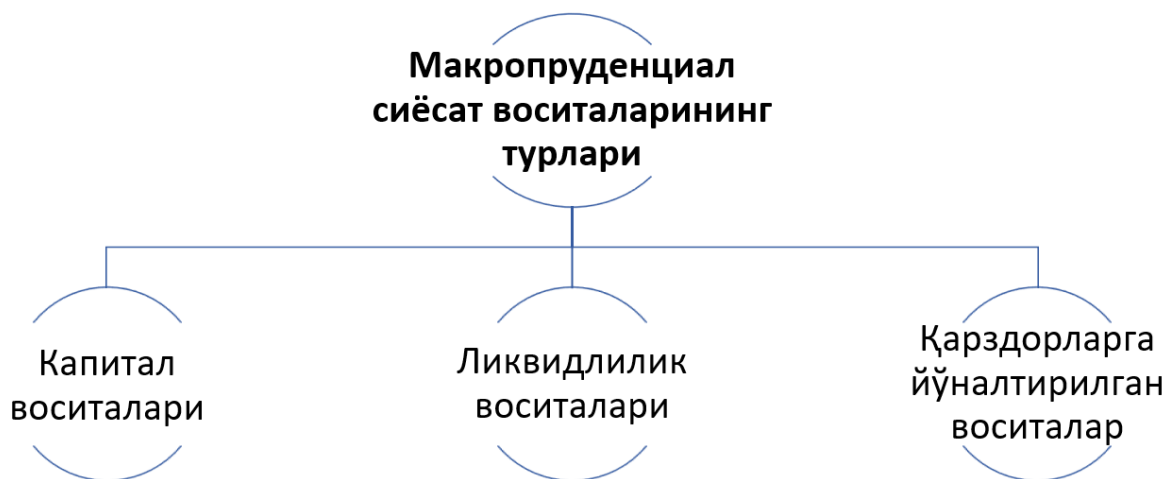 Макропруденциал
сиёсат воситаларининг
турлари
Капитал
воситалари
Ликвидлилик
воситалари
Қарздорларга
йўналтирилган
воситалар